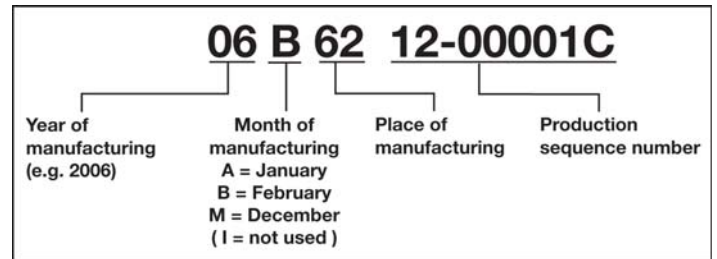 06 B 62 12-00001C
Year of
manufacturing
(e.g. 2006)
Month of
manufacturing
A = January
B = February
M = December
( I = not used )
Place of
manufacturing
Production
sequence number